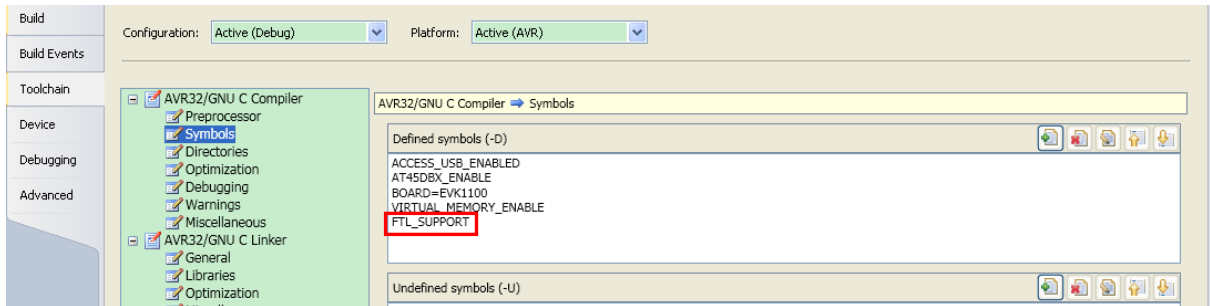 Build
Build Events
Toolchain
Device
Debugging
Advanced
Configuration: Active (Debug) Platform: Active (AVR)
AVR32/GNU C Compiler
Preprocessor
Symbols
Directories
Optimization
Debugging
Warnings
Miscellaneous
AVR32/GNU C Linker
General
Libraries
Optimization
AVR32/GNU C Compiler Symbols
Defined symbols (-D)
ACCESS_USB_ENABLED
AT45DBX_ENABLE
BOARD=EVK1100
VIRTUAL_MEMORY_ENABLE
FTL_SUPPORT
Undefined symbols (-U)